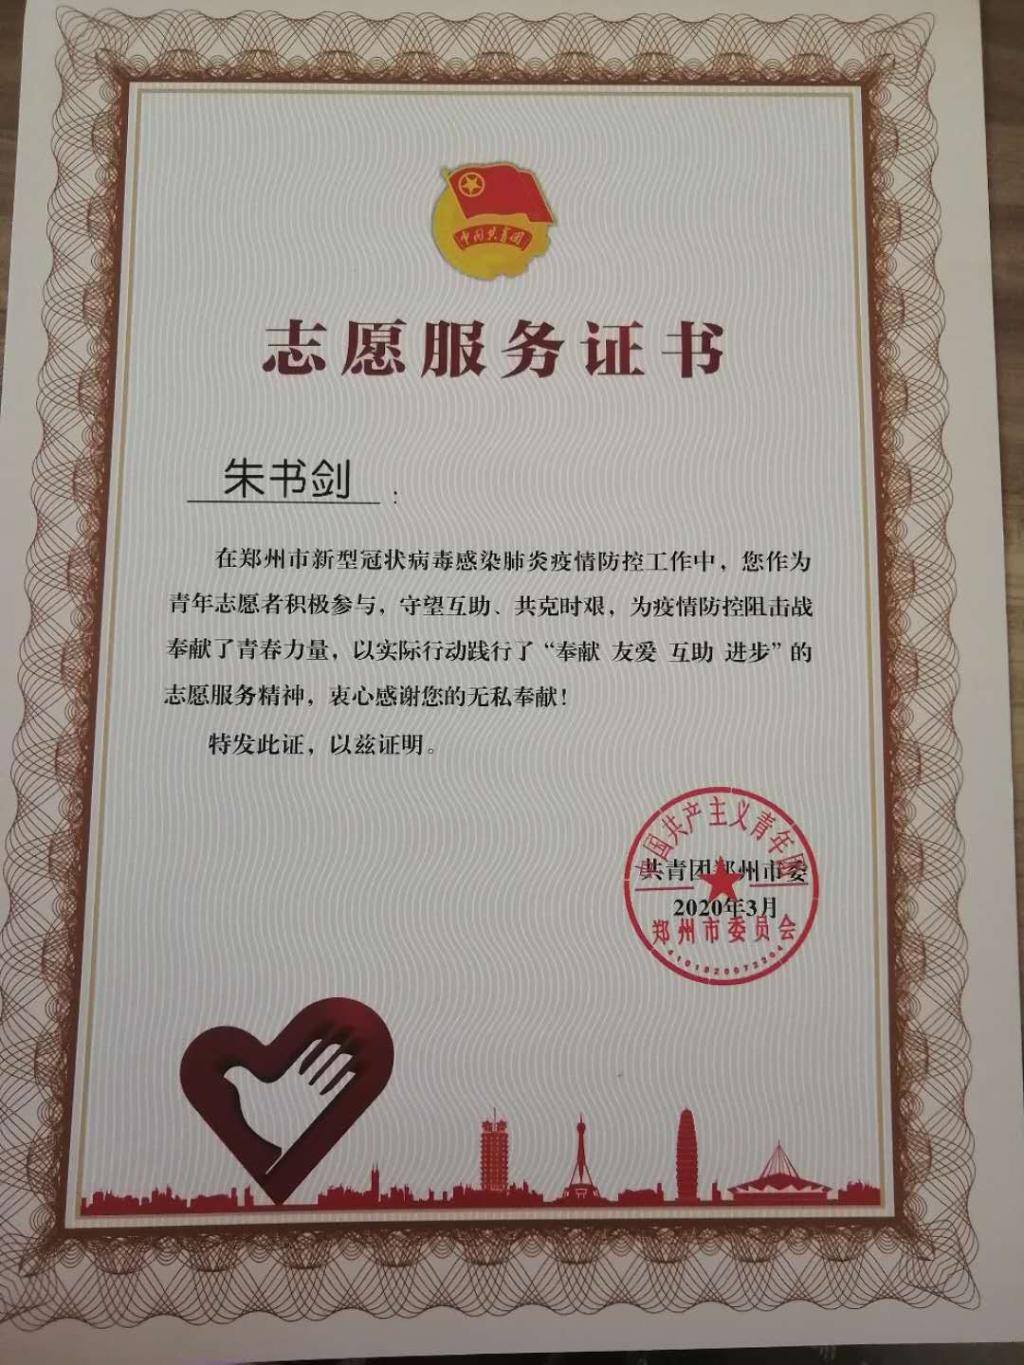 中国共青团
志愿服务证书
朱书剑：
在郑州市新型冠状病毒感染肺炎疫情防控工作中，您作为
青年志愿者积极参与，守望互助、共克时艰，为疫情防控阻击战
奉献了青春力量，以实际行动践行了“奉献 友爱 互助 进步”的
志愿服务精神，衷心感谢您的无私奉献！
特发此证，以兹证明。
中国共产主义青年团
共青团郑州市委
2020年3月
郑州市委员会